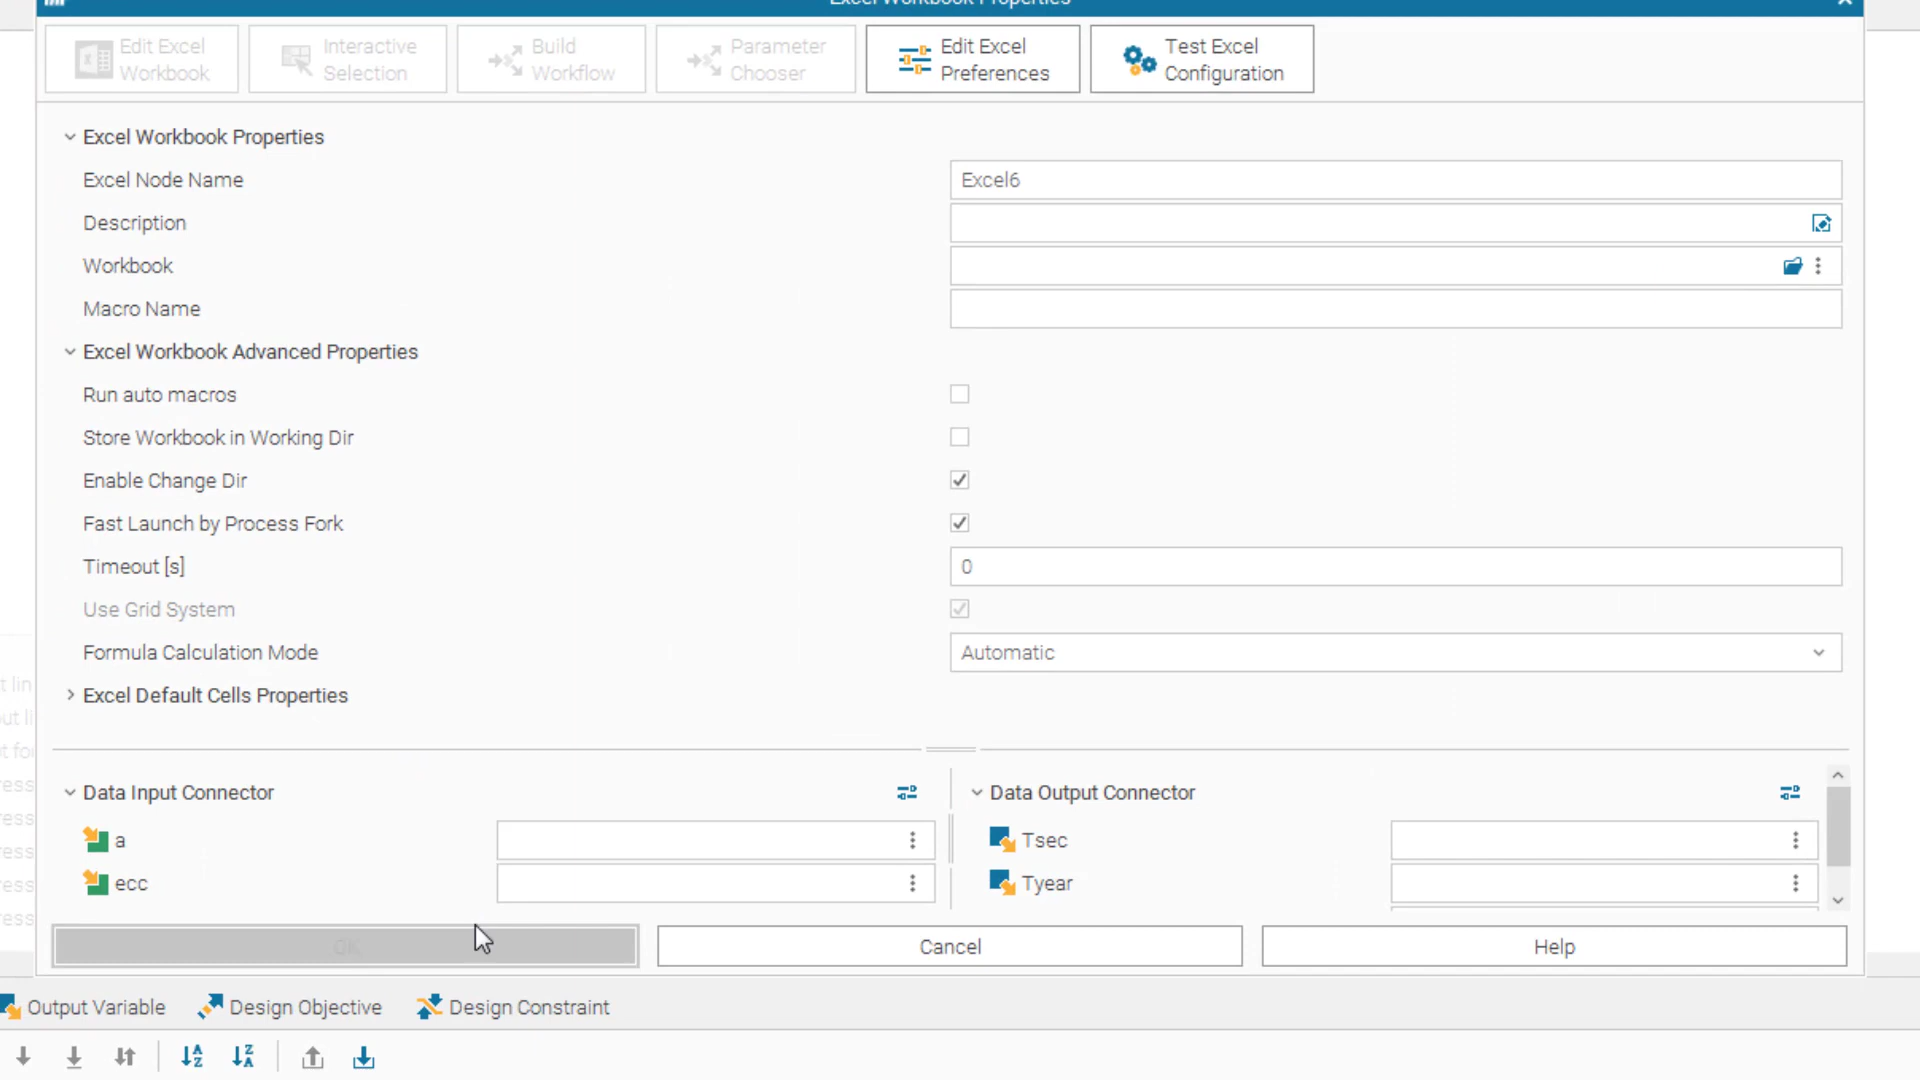 Excel Workbook Properties
Edit Excel Workbook
Interactive Selection
Build Workflow
Parameter Chooser
Edit Excel Preferences
Test Excel Configuration
Excel Workbook Properties
Excel Node Name
Excel6
Description
Workbook
Macro Name
Excel Workbook Advanced Properties
Run auto macros
Store Workbook in Working Dir
Enable Change Dir
Fast Launch by Process Fork
Timeout [s]
0
Use Grid System
Formula Calculation Mode
Automatic
Excel Default Cells Properties
Data Input Connector
a
ecc
Data Output Connector
Tsec
Tyear
OK
Cancel
Help
Output Variable
Design Objective
Design Constraint